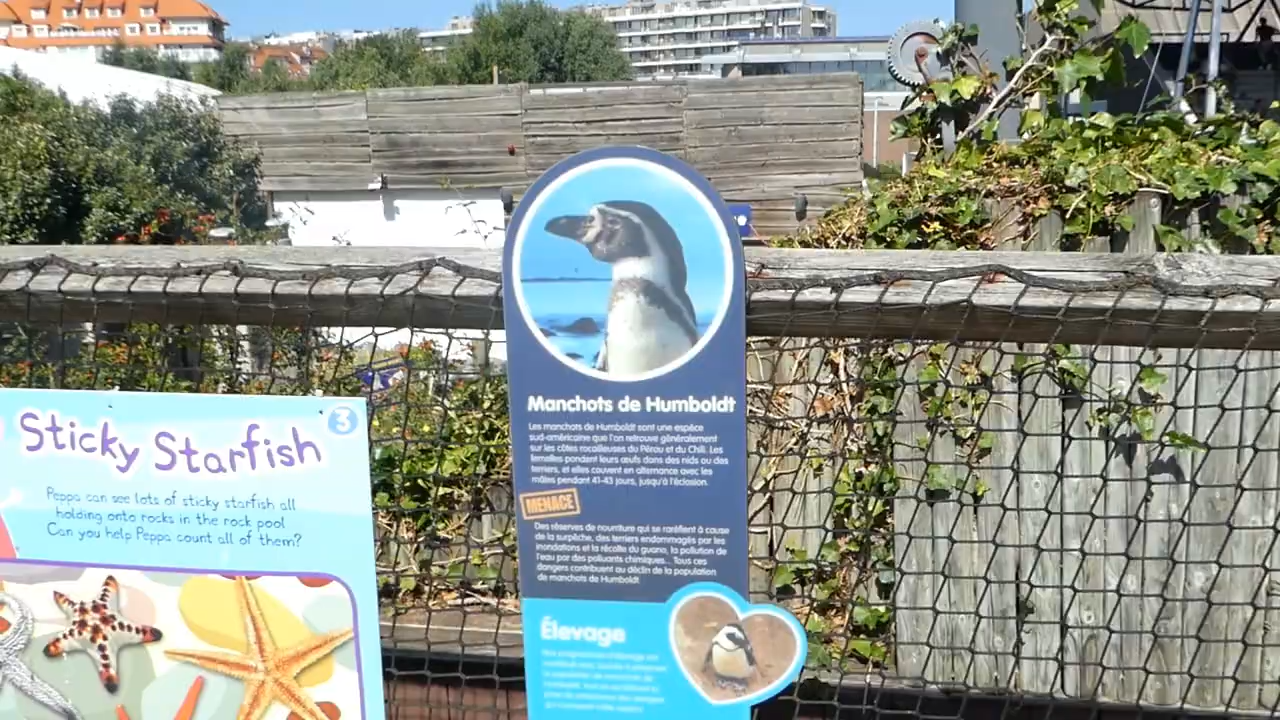 Sticky Starfish
3
Peppa can see lots of sticky starfish all
holding onto rocks in the rock pool
Can you help Peppa count all of them?
Manchots de Humboldt
Les manchots de Humboldt sont une espèce
sud-américaine que l'on retrouve généralement
sur les côtes rocailleuses du Pérou et du Chili. Les
femelles pondent leurs œufs dans des nids ou des
terriers, et elles couvent en alternance avec les
mâles pendant 41-43 jours, jusqu'à l'éclosion.
MENACE
Des réserves de nourriture qui se raréfient à cause
de la surpêche, des terriers endommagés par les
inondations et la récolte du guano, la pollution de
l'eau par des polluants chimiques... Tous ces
dangers contribuent au déclin de la population
de manchots de Humboldt.
Élevage